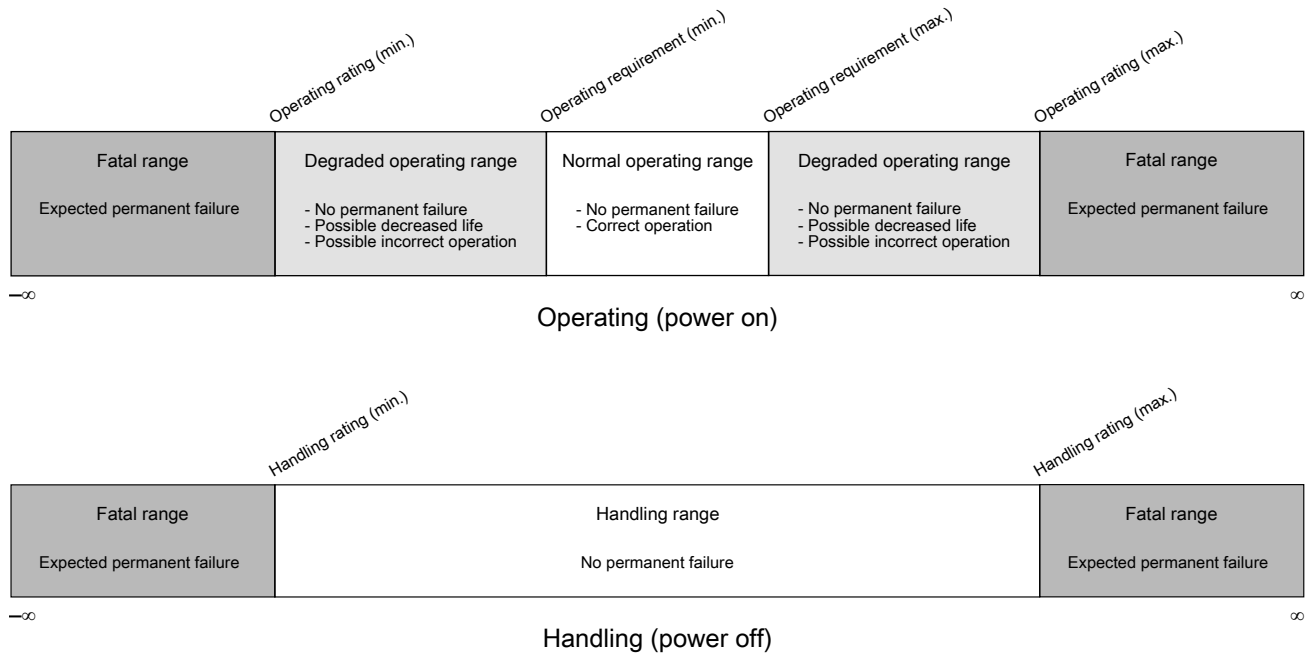 Operating rating (min.)
Operating requirement (min.)
Operating requirement (max.)
Operating rating (max.)
Fatal range
Expected permanent failure
Degraded operating range
- No permanent failure
- Possible decreased life
- Possible incorrect operation
Normal operating range
- No permanent failure
- Correct operation
Degraded operating range
- No permanent failure
- Possible decreased life
- Possible incorrect operation
Fatal range
Expected permanent failure
–∞
∞
Operating (power on)
Handling rating (min.)
Handling rating (max.)
Fatal range
Expected permanent failure
Handling range
No permanent failure
Fatal range
Expected permanent failure
–∞
∞
Handling (power off)